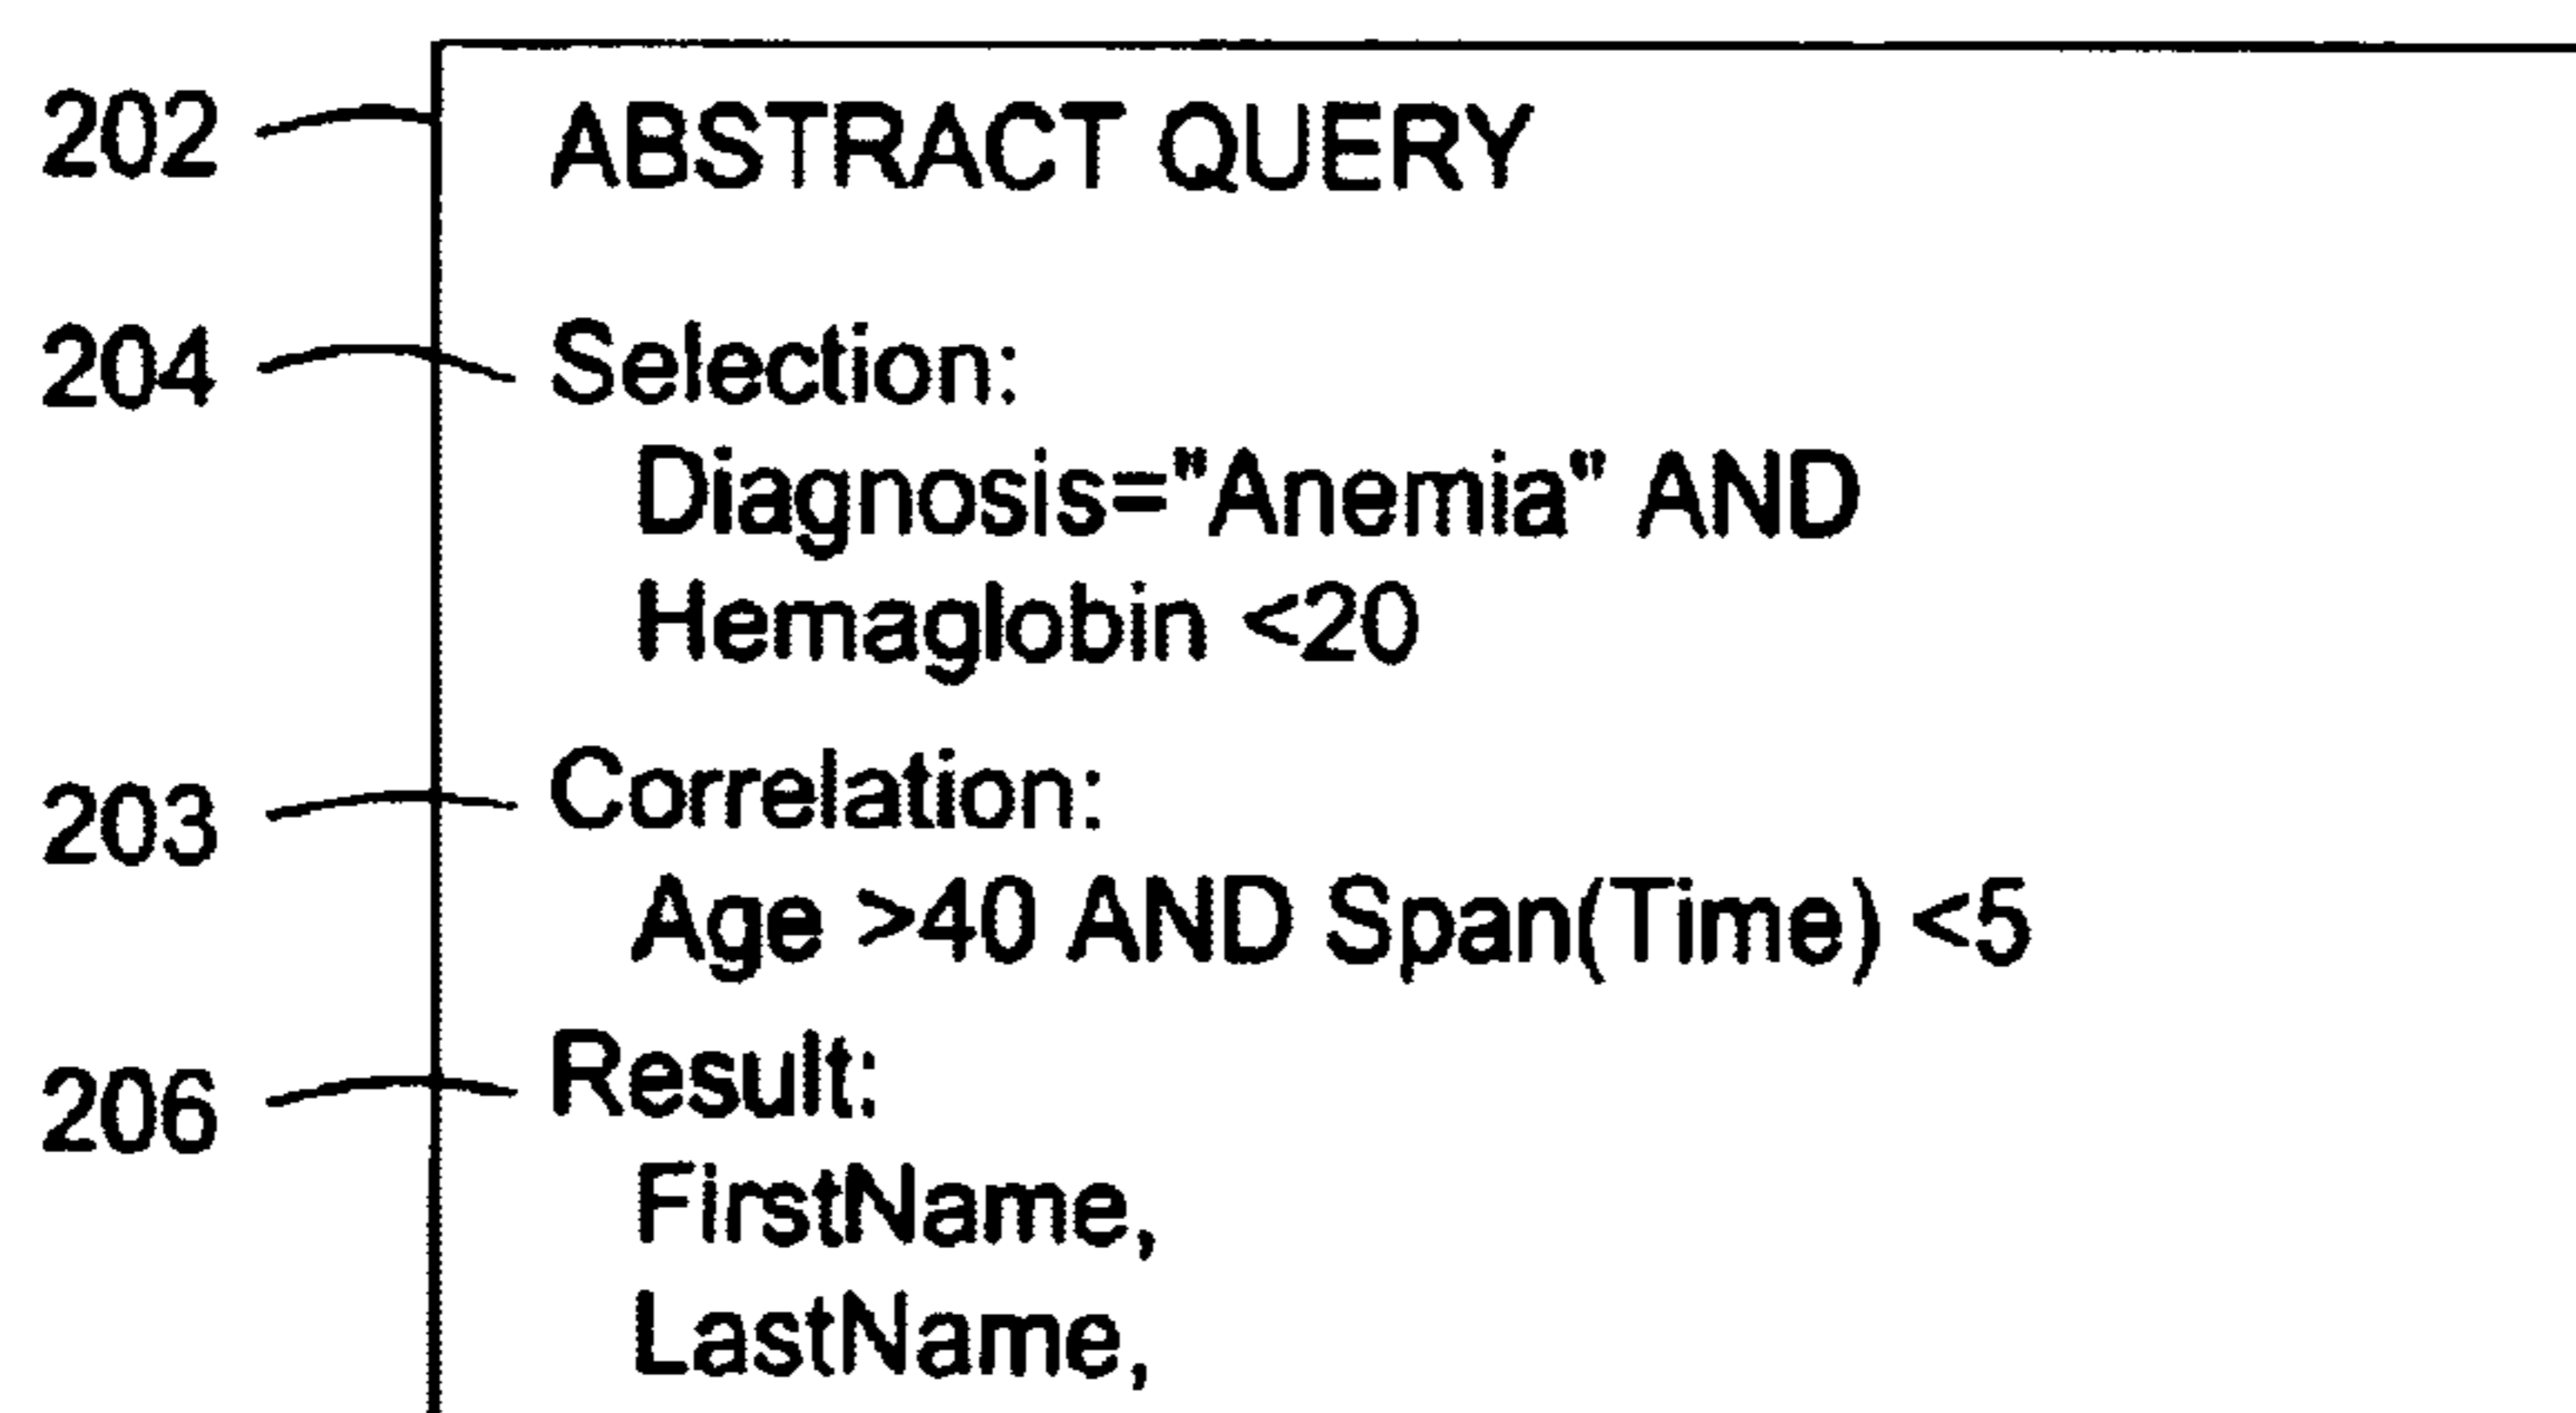 202 ABSTRACT QUERY
204 Selection:
Diagnosis="Anemia" AND
Hemaglobin <20
203 Correlation:
Age >40 AND Span(Time) <5
206 Result:
FirstName,
LastName,